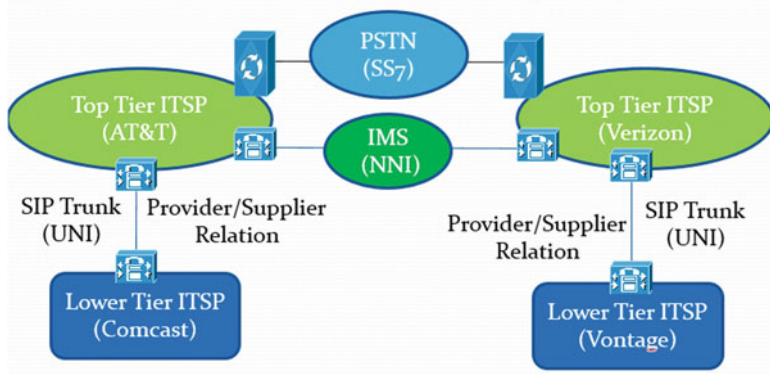 PSTN
(SS7)
Top Tier ITSP
(AT&T)
Top Tier ITSP
(Verizon)
IMS
(NNI)
SIP Trunk
(UNI)
Provider/Supplier
Relation
Provider/Supplier
Relation
SIP Trunk
(UNI)
Lower Tier ITSP
(Comcast)
Lower Tier ITSP
(Vontage)